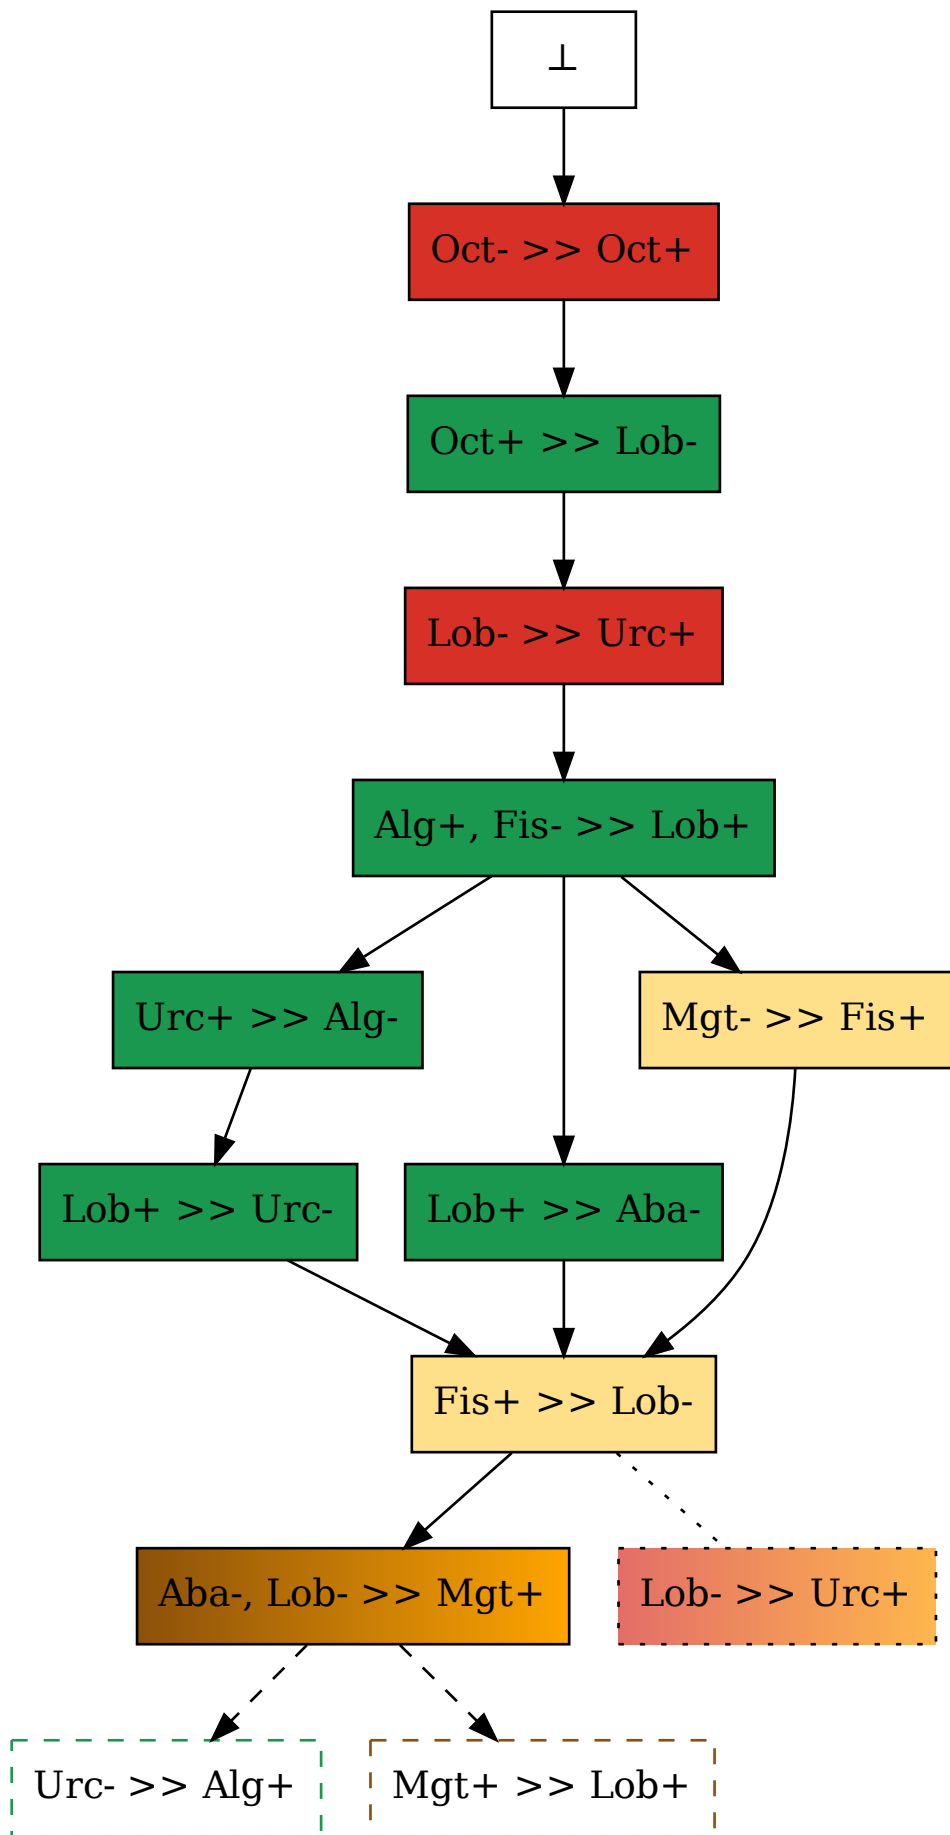 ⊥
Oct- >> Oct+
Oct+ >> Lob-
Lob- >> Urc+
Alg+, Fis- >> Lob+
Urc+ >> Alg-
Mgt- >> Fis+
Lob+ >> Urc-
Lob+ >> Aba-
Fis+ >> Lob-
Aba-, Lob- >> Mgt+
Lob- >> Urc+
Urc- >> Alg+
Mgt+ >> Lob+